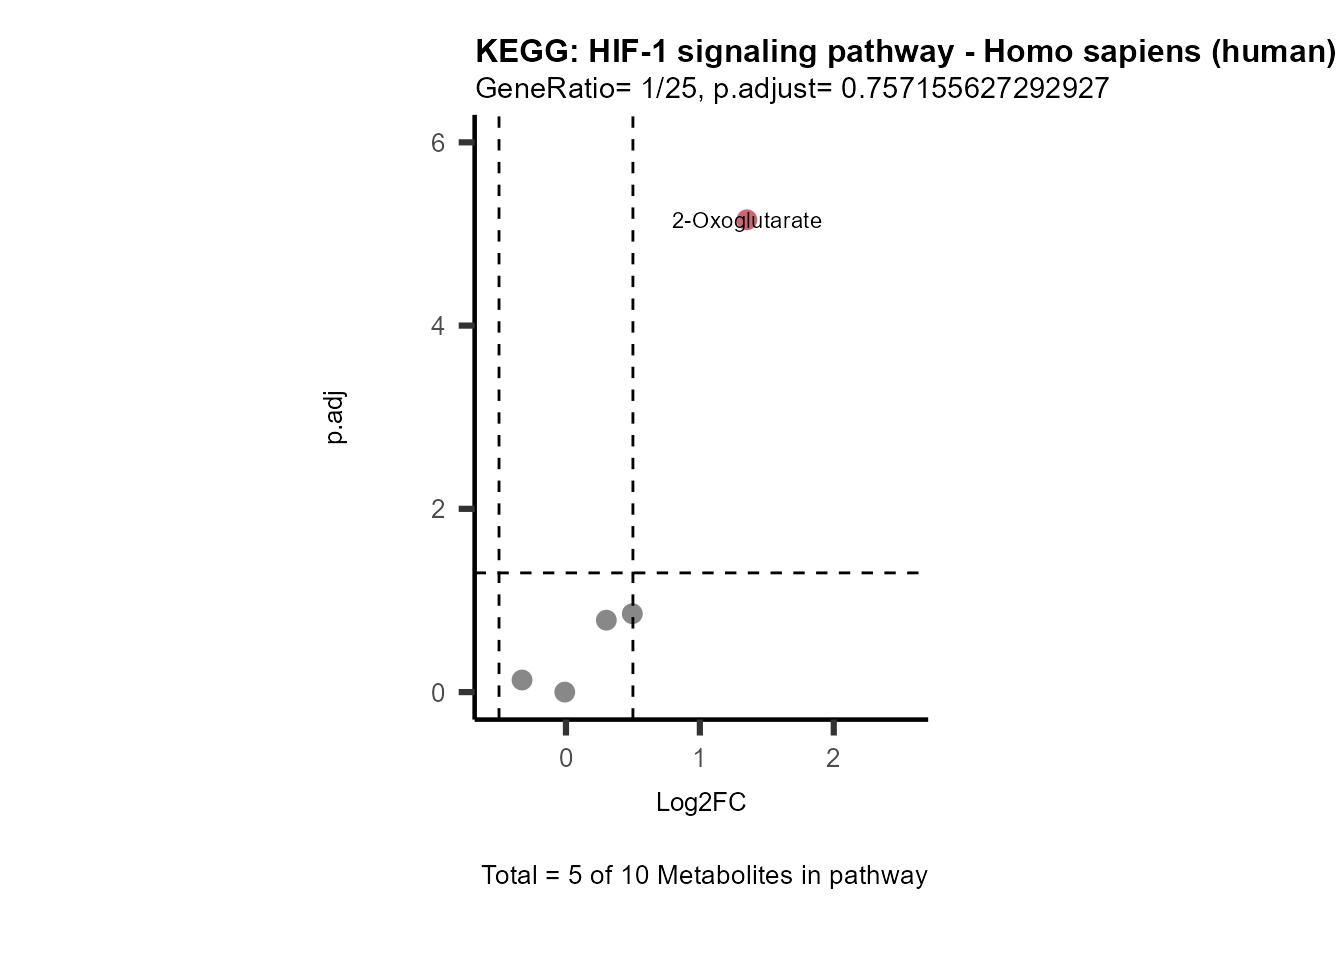 KEGG: HIF-1 signaling pathway - Homo sapiens (human)
GeneRatio= 1/25, p.adjust= 0.757155627292927
6
2-Oxoglutarate
4
p.adj
2
0
0 1 2
Log2FC
Total = 5 of 10 Metabolites in pathway